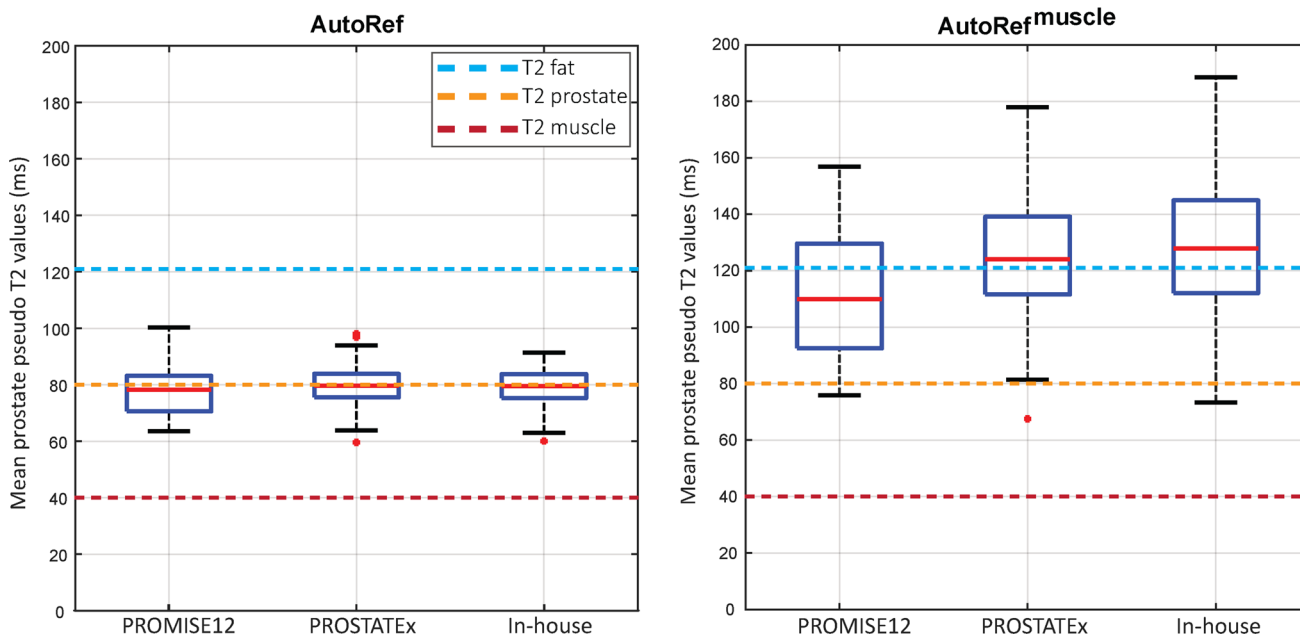 AutoRef
Mean prostate pseudo T2 values (ms)
200
180
160
140
120
100
80
60
40
20
0
T2 fat
T2 prostate
T2 muscle
PROMISE12 PROSTATEx In-house
AutoRef^muscle
Mean prostate pseudo T2 values (ms)
200
180
160
140
120
100
80
60
40
20
0
PROMISE12 PROSTATEx In-house